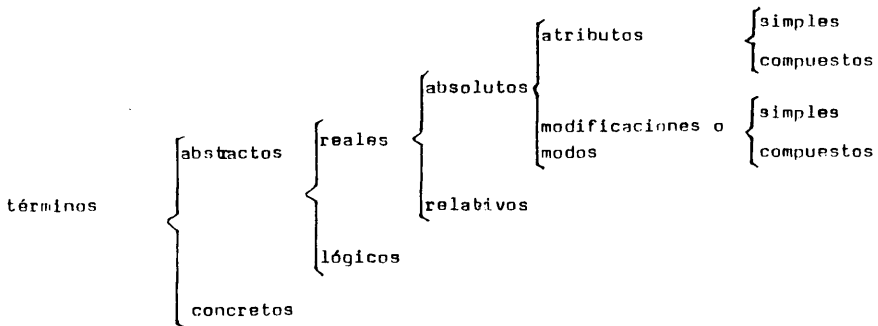 simples
atributos
compuestos
absolutos
simples
modificaciones o
modos
compuestos
abstractos
reales
términos
relativos
lógicos
concretos